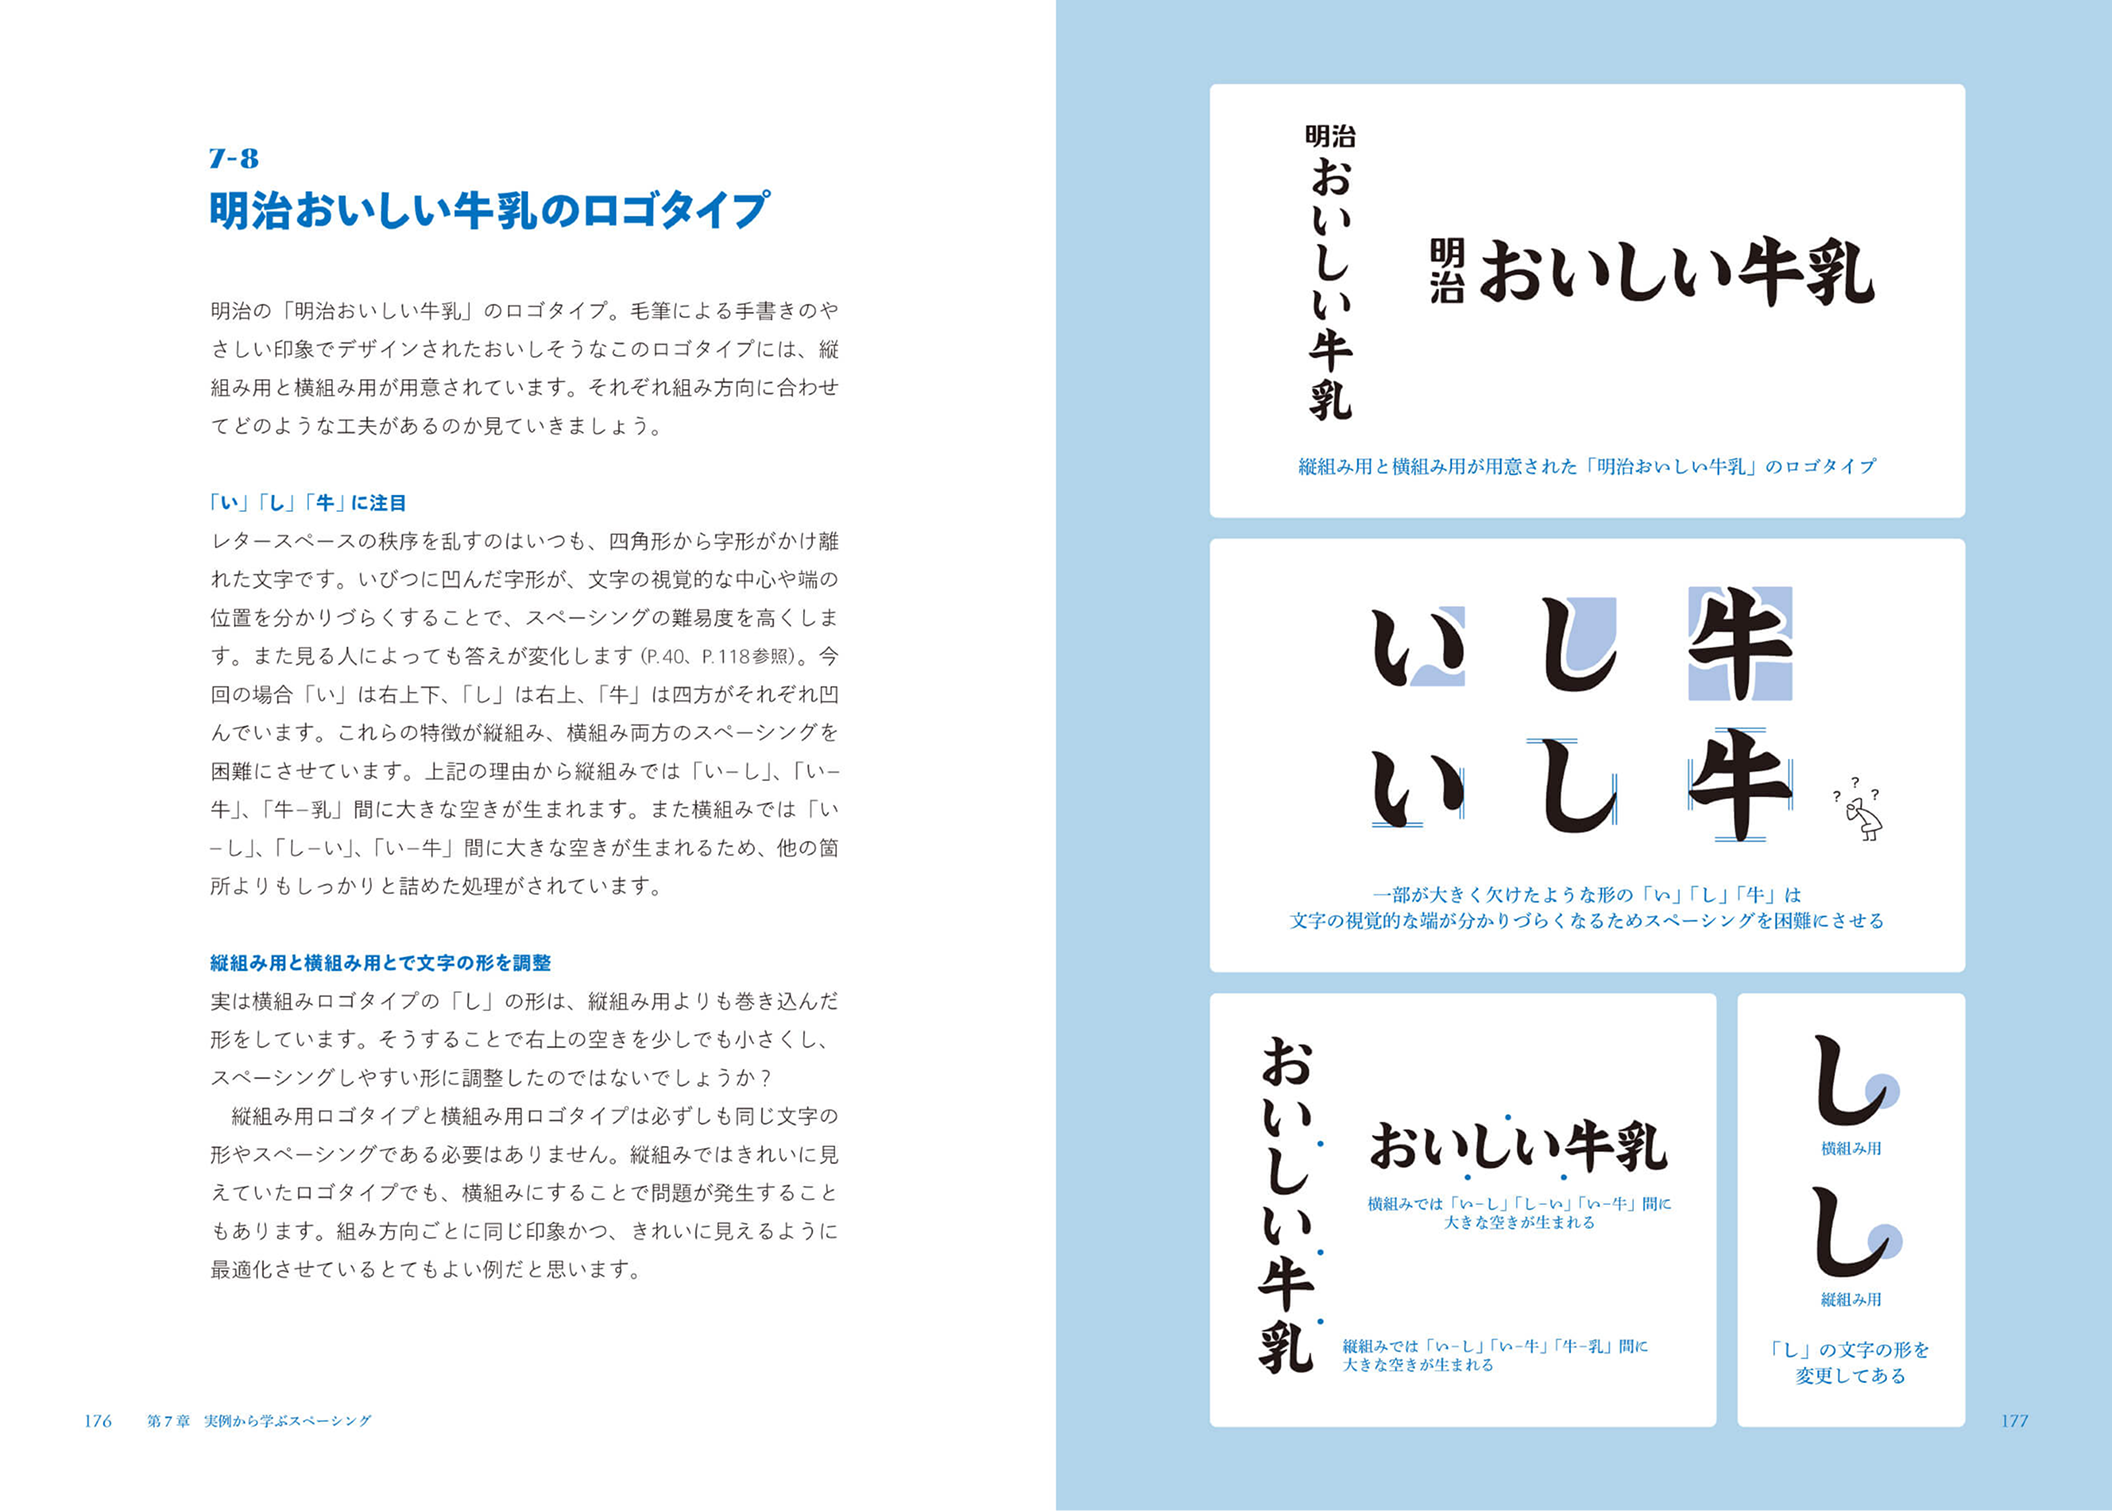 7-8
明治おいしい牛乳のロゴタイプ
明治の「明治おいしい牛乳」のロゴタイプ。毛筆による手書きのや
さしい印象でデザインされたおいしそうなこのロゴタイプには、縦
組み用と横組み用が用意されています。それぞれ組み方向に合わせ
てどのような工夫があるのか見ていきましょう。
「い」「し」「牛」に注目
レタースペースの秩序を乱すのはいつも、四角形から字形がかけ離
れた文字です。いびつに凹んだ字形が、文字の視覚的な中心や端の
位置を分かりづらくすることで、スペーシングの難易度を高くしま
す。また見る人によっても答えが変化します（P.40、P.118参照）。今
回の場合「い」は右上下、「し」は右上、「牛」は四方がそれぞれ凹
んでいます。これらの特徴が縦組み、横組み両方のスペーシングを
困難にさせています。上記の理由から縦組みでは「い–し」、「い–
牛」、「牛–乳」間に大きな空きが生まれます。また横組みでは「い
–し」、「し–い」、「い–牛」間に大きな空きが生まれるため、他の箇
所よりもしっかりと詰めた処理がされています。
縦組み用と横組み用とで文字の形を調整
実は横組みロゴタイプの「し」の形は、縦組み用よりも巻き込んだ
形をしています。そうすることで右上の空きを少しでも小さくし、
スペーシングしやすい形に調整したのではないでしょうか？
　縦組み用ロゴタイプと横組み用ロゴタイプは必ずしも同じ文字の
形やスペーシングである必要はありません。縦組みではきれいに見
えていたロゴタイプでも、横組みにすることで問題が発生すること
もあります。組み方向ごとに同じ印象かつ、きれいに見えるように
最適化させているとてもよい例だと思います。
176　第7章　実例から学ぶスペーシング
明治
おいしい牛乳
明治
おいしい牛乳
縦組み用と横組み用が用意された「明治おいしい牛乳」のロゴタイプ
い し 牛
い し 牛
? ? ?
一部が大きく欠けたような形の「い」「し」「牛」は
文字の視覚的な端が分かりづらくなるためスペーシングを困難にさせる
おいしい牛乳
おいしい牛乳
横組みでは「い–し」「し–い」「い–牛」間に
大きな空きが生まれる
縦組みでは「い–し」「い–牛」「牛–乳」間に
大きな空きが生まれる
し
横組み用
し
縦組み用
「し」の文字の形を
変更してある
177